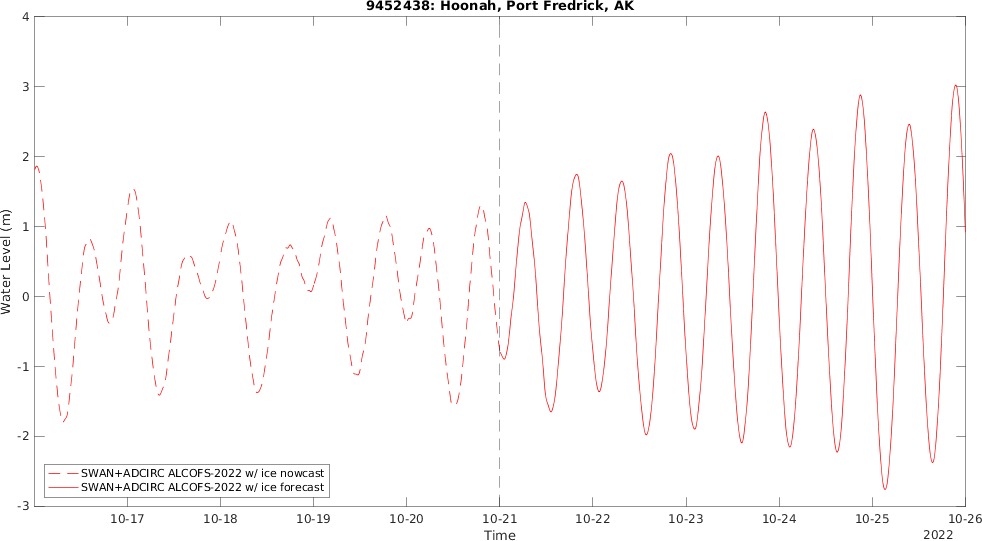 9452438: Hoonah, Port Fredrick, AK
4
3
2
1
0
-1
-2
-3
Water Level (m)
SWAN+ADCIRC ALCOFS-2022 w/ ice nowcast
SWAN+ADCIRC ALCOFS-2022 w/ ice forecast
10-17 10-18 10-19 10-20 10-21 10-22 10-23 10-24 10-25 10-26
Time
2022